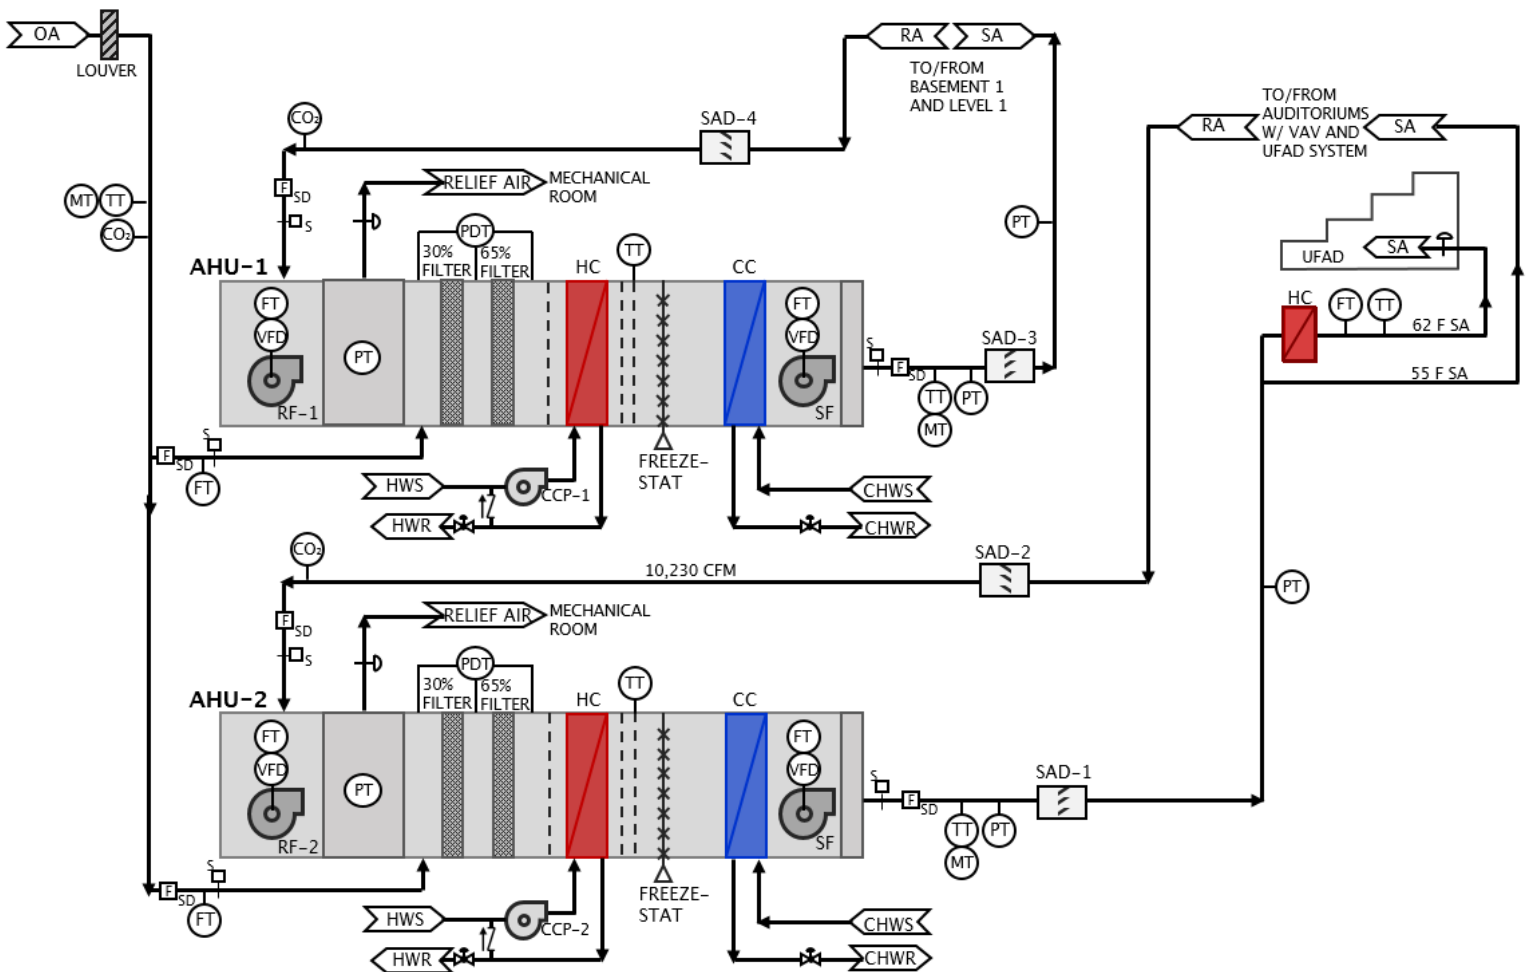 OA
LOUVER
RA
SA
TO/FROM
BASEMENT 1
AND LEVEL 1
CO₂
SAD-4
TO/FROM
AUDITORIUMS
W/ VAV AND
UFAD SYSTEM
RA
SA
RELIEF AIR
MECHANICAL
ROOM
F
SD
S
MT
TT
CO₂
PT
PDT
30%
FILTER
65%
FILTER
TT
SA
UFAD
AHU-1
HC
CC
FT
VFD
PT
RF-1
FT
VFD
SF
S
F
SD
SAD-3
TT
PT
MT
HC
FT
TT
62 F SA
55 F SA
S
F
SD
FT
HWS
CCP-1
HWR
FREEZE-
STAT
CHWS
CHWR
CO₂
10,230 CFM
SAD-2
PT
F
SD
S
RELIEF AIR
MECHANICAL
ROOM
PDT
30%
FILTER
65%
FILTER
TT
AHU-2
HC
CC
FT
VFD
PT
RF-2
FT
VFD
SF
S
F
SD
SAD-1
TT
PT
MT
S
F
SD
FT
HWS
CCP-2
HWR
FREEZE-
STAT
CHWS
CHWR